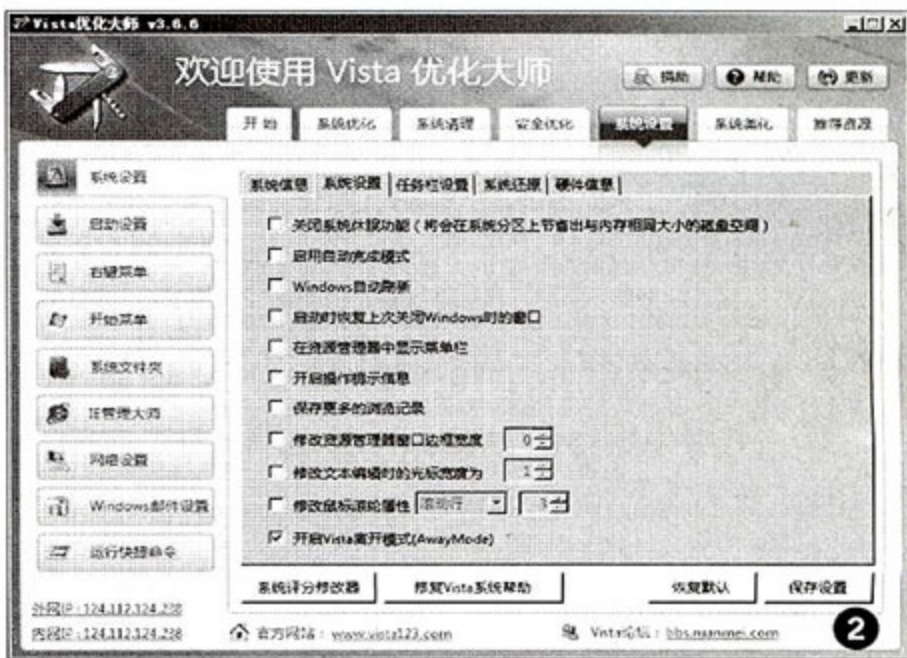 Vista优化大师 v3.6.6
欢迎使用 Vista 优化大师
捐助 帮助 更新
开始 系统优化 系统清理 安全优化 系统设置 系统美化 推荐资源
系统设置
启动设置
右键菜单
开始菜单
系统文件夹
IE管理大师
网络设置
Windows邮件设置
运行快捷命令
系统信息 系统设置 任务栏设置 系统还原 硬件信息
关闭系统休眠功能（将会在系统分区上节省出与内存相同大小的磁盘空间）
启用自动完成模式
Windows自动刷新
启动时恢复上次关闭Windows时的窗口
在资源管理器中显示菜单栏
开启操作提示信息
保存更多的浏览记录
修改资源管理器窗口边框宽度 0
修改文本编辑时的光标宽度为 1
修改鼠标滚轮属性 滚动行 3
开启Vista离开模式(AwayMode)
系统评分修改器 修复Vista系统帮助 恢复默认 保存设置
外网IP：124.112.124.238
内网IP：124.112.124.238
官方网站：www.vista123.com
Vista论坛：bbs.ruanmei.com
2